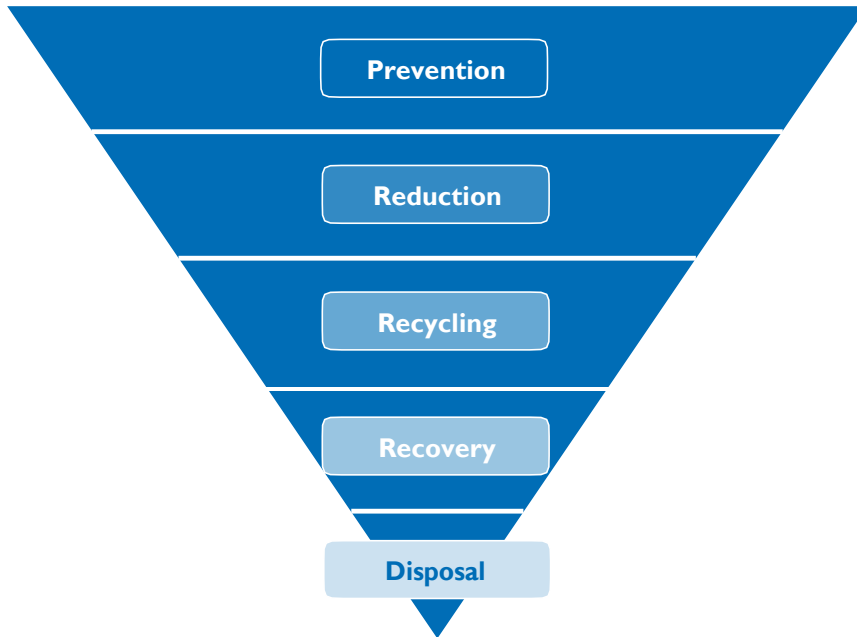 Prevention
Reduction
Recycling
Recovery
Disposal